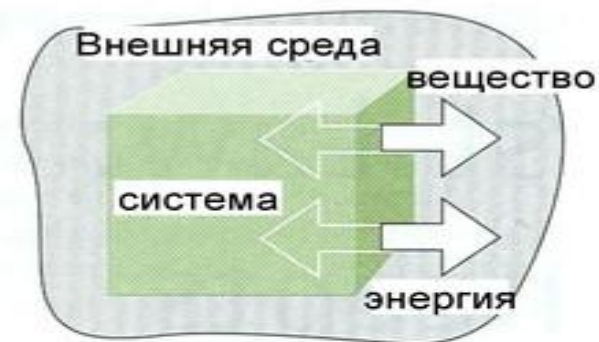 Внешняя среда
вещество
система
энергия